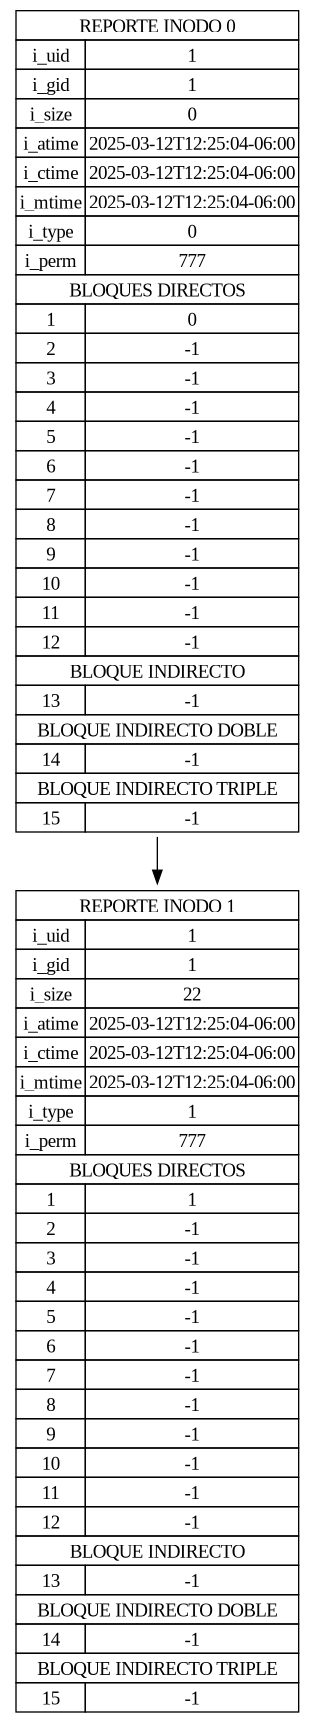 REPORTE INODO 0
i_uid 1
i_gid 1
i_size 0
i_atime 2025-03-12T12:25:04-06:00
i_ctime 2025-03-12T12:25:04-06:00
i_mtime 2025-03-12T12:25:04-06:00
i_type 0
i_perm 777
BLOQUES DIRECTOS
1 0
2 -1
3 -1
4 -1
5 -1
6 -1
7 -1
8 -1
9 -1
10 -1
11 -1
12 -1
BLOQUE INDIRECTO
13 -1
BLOQUE INDIRECTO DOBLE
14 -1
BLOQUE INDIRECTO TRIPLE
15 -1
REPORTE INODO 1
i_uid 1
i_gid 1
i_size 22
i_atime 2025-03-12T12:25:04-06:00
i_ctime 2025-03-12T12:25:04-06:00
i_mtime 2025-03-12T12:25:04-06:00
i_type 1
i_perm 777
BLOQUES DIRECTOS
1 1
2 -1
3 -1
4 -1
5 -1
6 -1
7 -1
8 -1
9 -1
10 -1
11 -1
12 -1
BLOQUE INDIRECTO
13 -1
BLOQUE INDIRECTO DOBLE
14 -1
BLOQUE INDIRECTO TRIPLE
15 -1